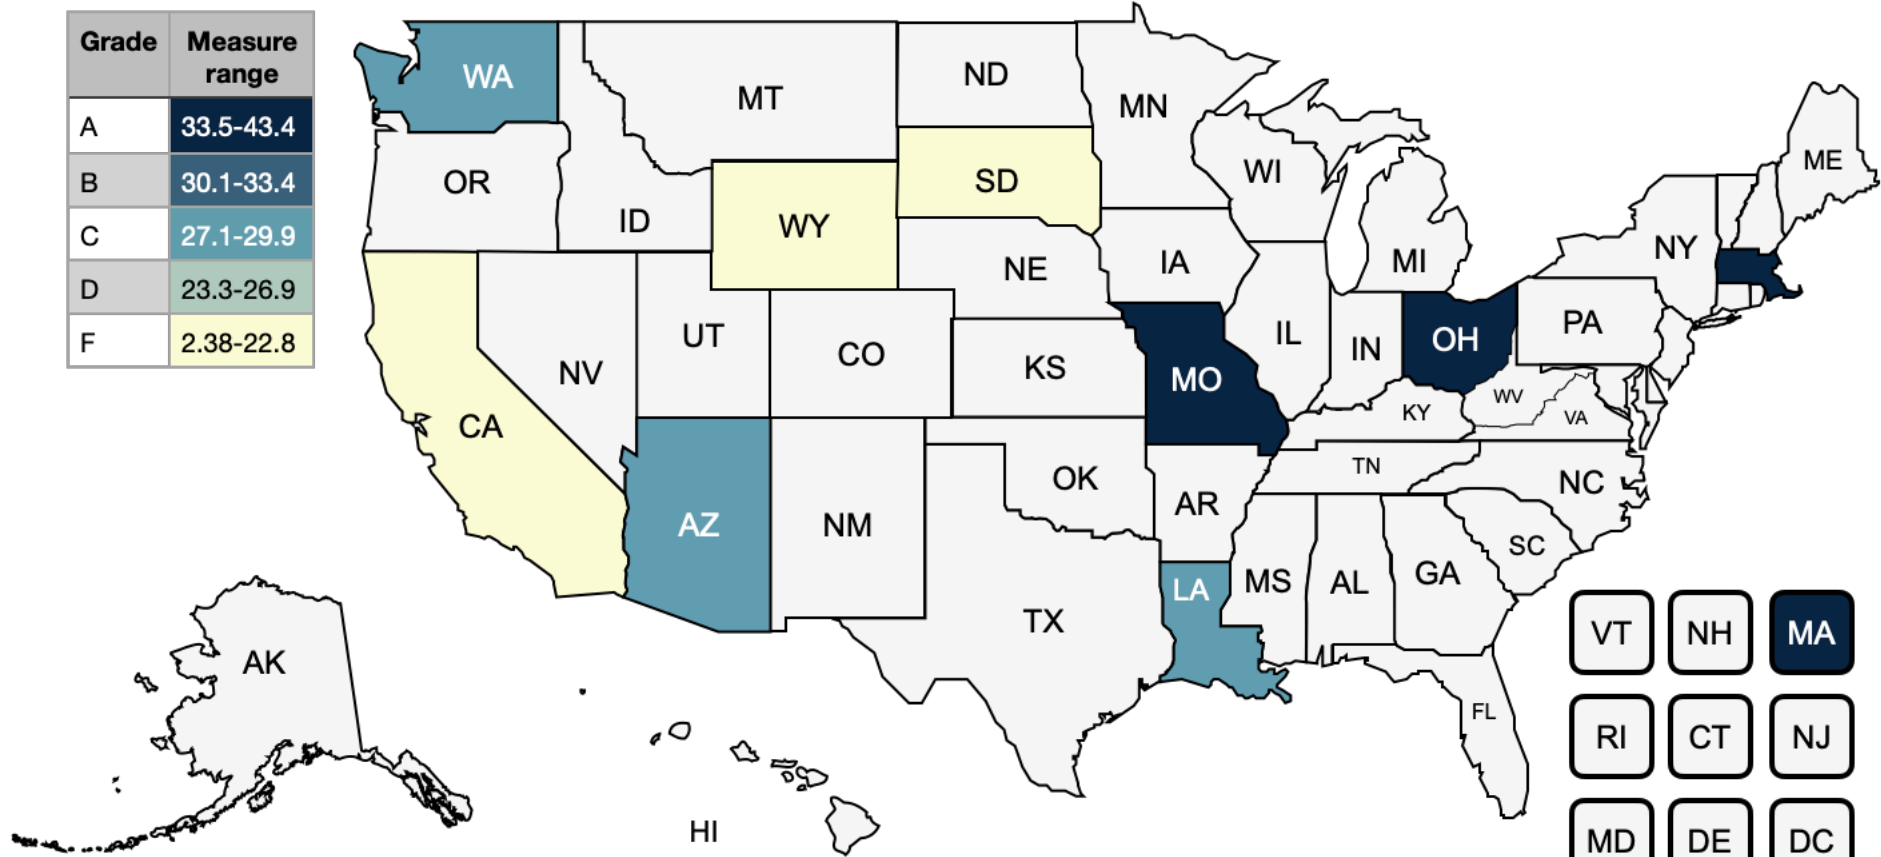 Grade Measure range
A 33.5-43.4
B 30.1-33.4
C 27.1-29.9
D 23.3-26.9
F 2.38-22.8
WA
MT
ND
MN
OR
ID
WY
SD
WI
MI
NY
ME
NE
IA
NV
UT
CO
KS
MO
IL
IN
OH
PA
CA
KY
WV
VA
AZ
NM
OK
AR
TN
NC
TX
LA
MS
AL
GA
SC
FL
AK
HI
VT NH MA
RI CT NJ
MD DE DC